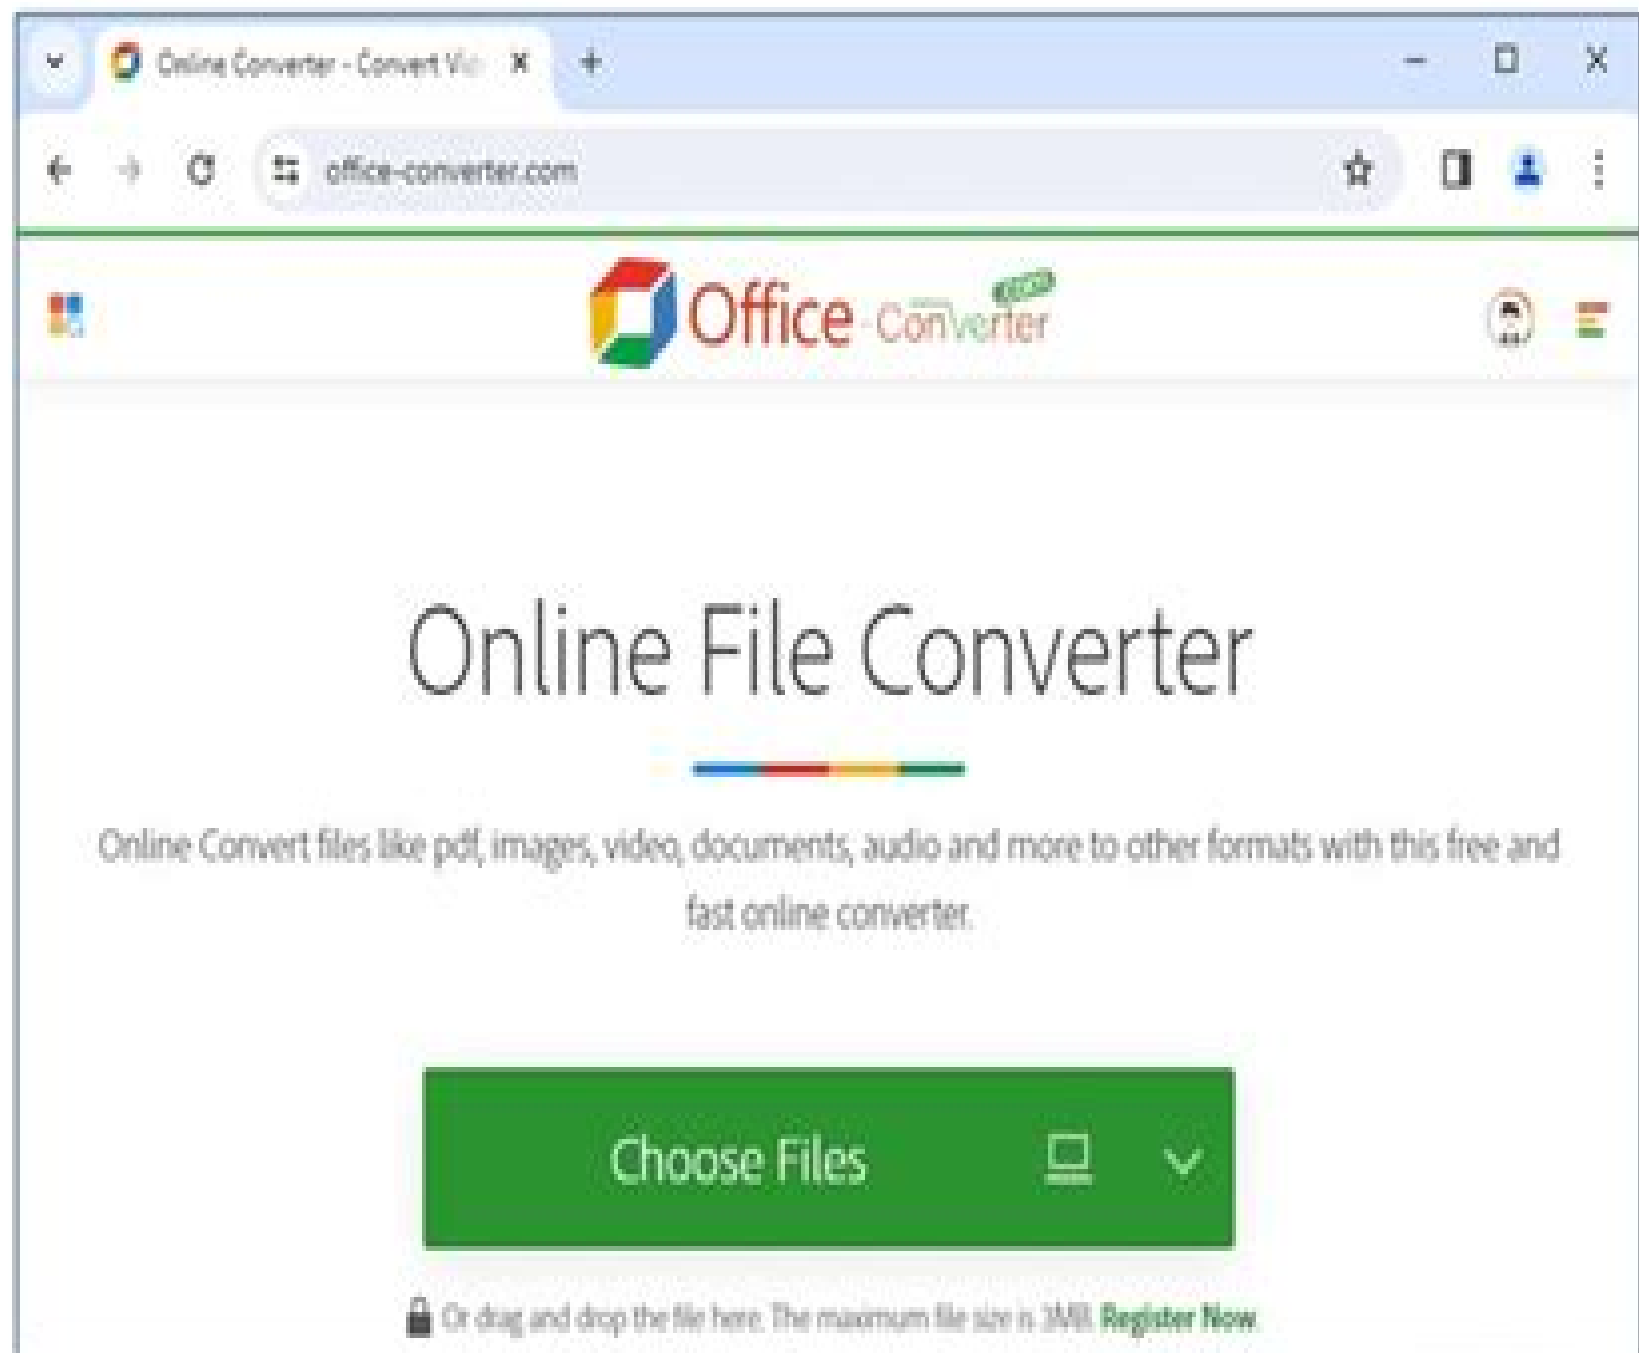 Online Converter - Convert Vi
office-converter.com
Office-Converter
Online File Converter
Online Convert files like pdf, images, video, documents, audio and more to other formats with this free and
fast online converter.
Choose Files
Or drag and drop the file here. The maximum file size is 3MB. Register Now